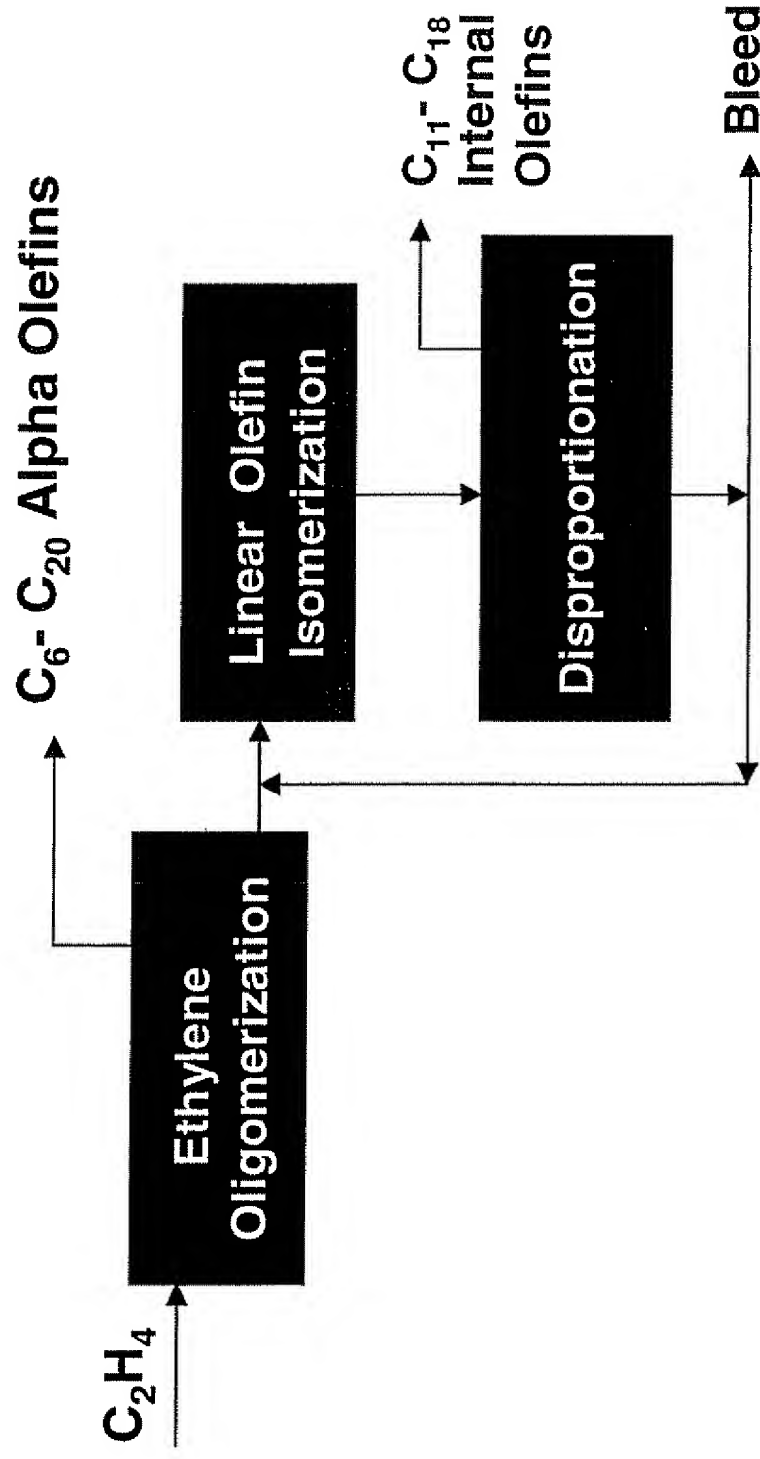 C₂H₄
Ethylene
Oligomerization
C₆- C₂₀ Alpha Olefins
Linear Olefin
Isomerization
Disproportionation
C₁₁- C₁₈
Internal
Olefins
Bleed